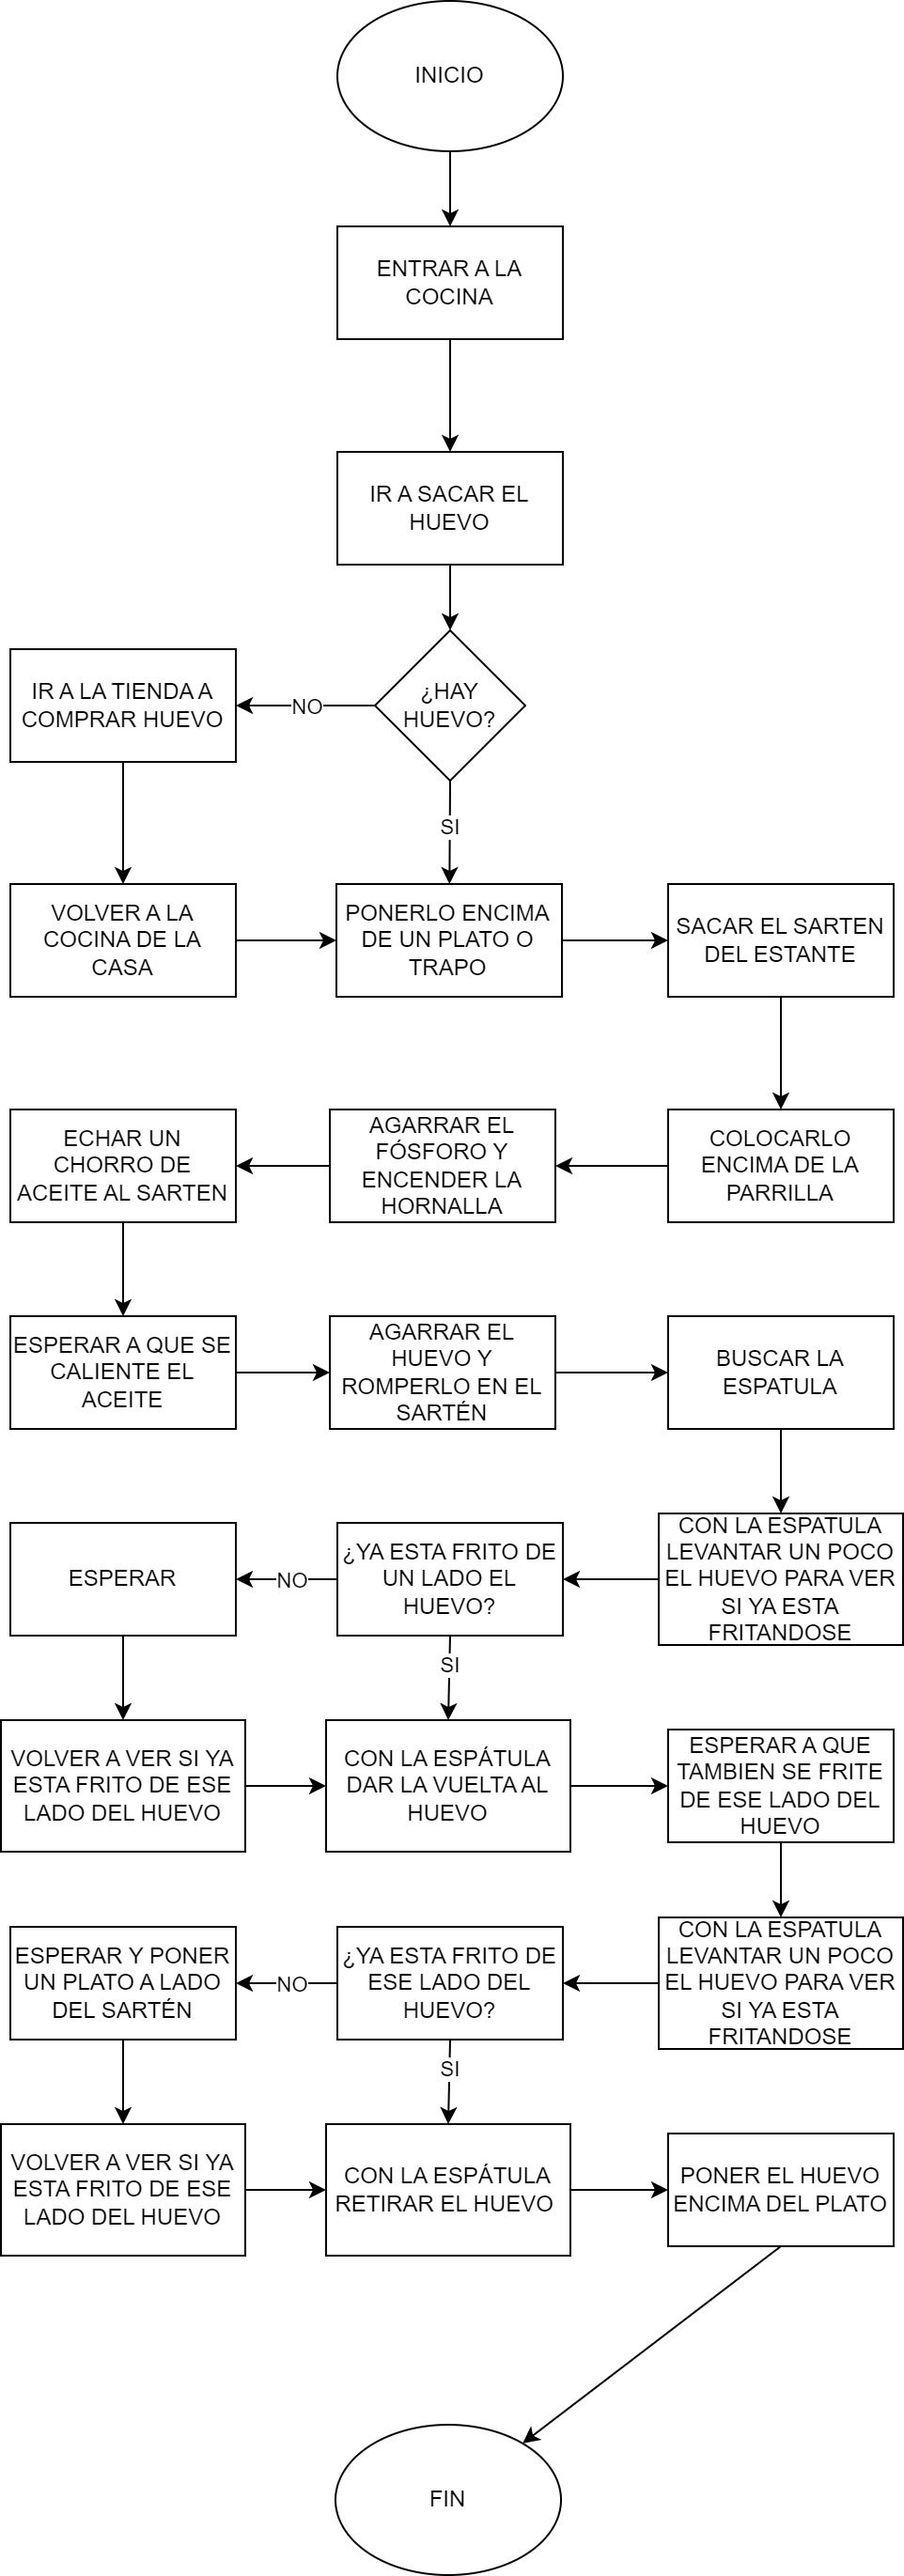 INICIO
ENTRAR A LA
COCINA
IR A SACAR EL
HUEVO
¿HAY
HUEVO?
NO
IR A LA TIENDA A
COMPRAR HUEVO
SI
VOLVER A LA
COCINA DE LA
CASA
PONERLO ENCIMA
DE UN PLATO O
TRAPO
SACAR EL SARTEN
DEL ESTANTE
COLOCARLO
ENCIMA DE LA
PARRILLA
AGARRAR EL
FÓSFORO Y
ENCENDER LA
HORNALLA
ECHAR UN
CHORRO DE
ACEITE AL SARTEN
ESPERAR A QUE SE
CALIENTE EL
ACEITE
AGARRAR EL
HUEVO Y
ROMPERLO EN EL
SARTÉN
BUSCAR LA
ESPATULA
CON LA ESPATULA
LEVANTAR UN POCO
EL HUEVO PARA VER
SI YA ESTA
FRITANDOSE
¿YA ESTA FRITO DE
UN LADO EL
HUEVO?
NO
ESPERAR
SI
VOLVER A VER SI YA
ESTA FRITO DE ESE
LADO DEL HUEVO
CON LA ESPÁTULA
DAR LA VUELTA AL
HUEVO
ESPERAR A QUE
TAMBIEN SE FRITE
DE ESE LADO DEL
HUEVO
CON LA ESPATULA
LEVANTAR UN POCO
EL HUEVO PARA VER
SI YA ESTA
FRITANDOSE
¿YA ESTA FRITO DE
ESE LADO DEL
HUEVO?
NO
ESPERAR Y PONER
UN PLATO A LADO
DEL SARTÉN
SI
VOLVER A VER SI YA
ESTA FRITO DE ESE
LADO DEL HUEVO
CON LA ESPÁTULA
RETIRAR EL HUEVO
PONER EL HUEVO
ENCIMA DEL PLATO
FIN